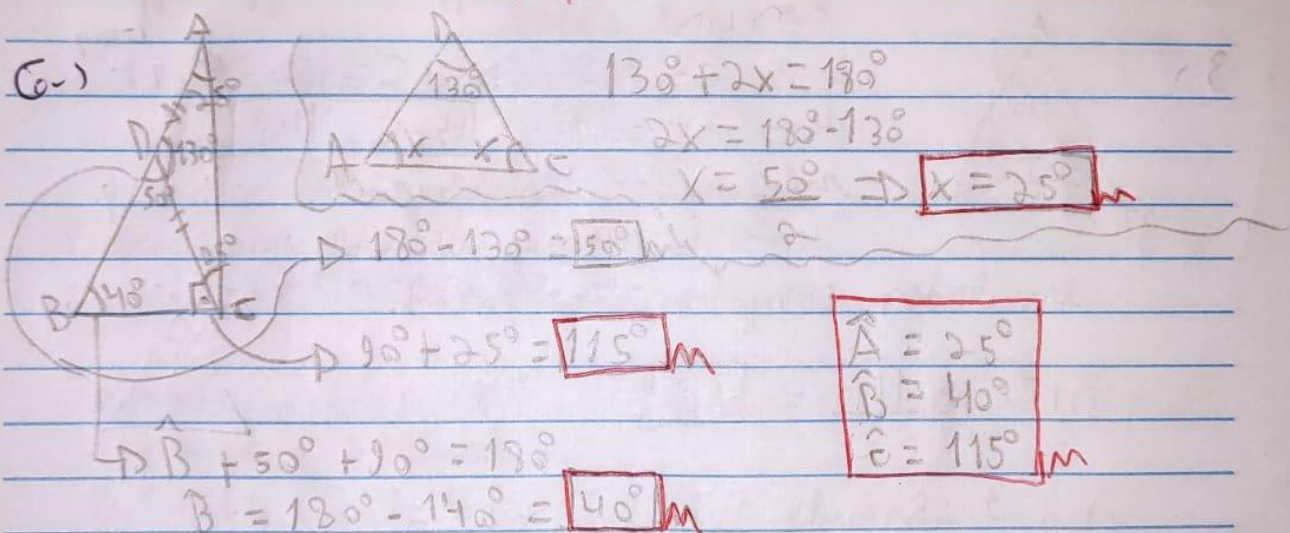 6-)
A
25°
D
130°
50°
25°
B 40° C
D
130°
A x x C
130° + 2x = 180°
2x = 180° - 130°
x = 50° ⇒ x = 25°
2
180° - 130° = 50°
90° + 25° = 115°
B̂ + 50° + 90° = 180°
B = 180° - 140° = 40°
Â = 25°
B̂ = 40°
Ĉ = 115°